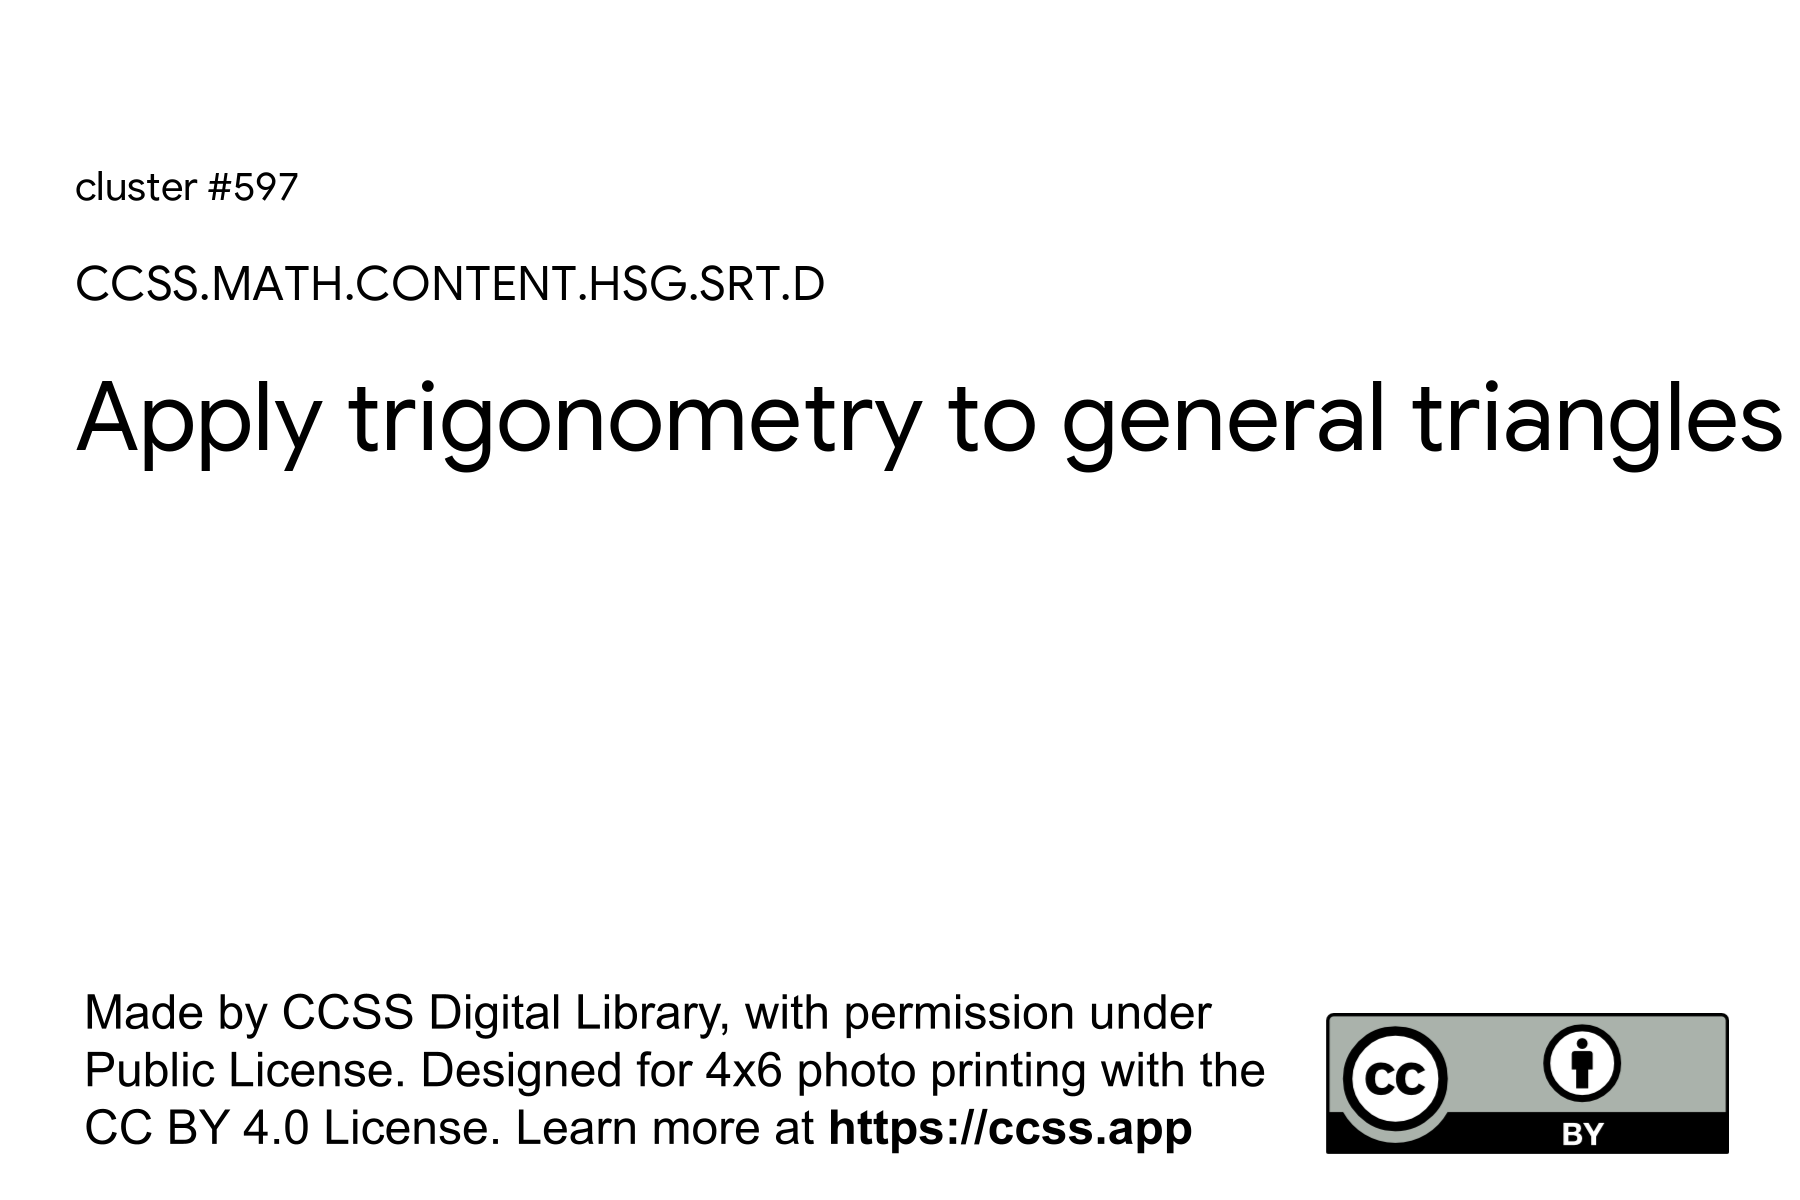 cluster #597
CCSS.MATH.CONTENT.HSG.SRT.D
Apply trigonometry to general triangles
Made by CCSS Digital Library, with permission under
Public License. Designed for 4x6 photo printing with the
CC BY 4.0 License. Learn more at https://ccss.app
CC
BY